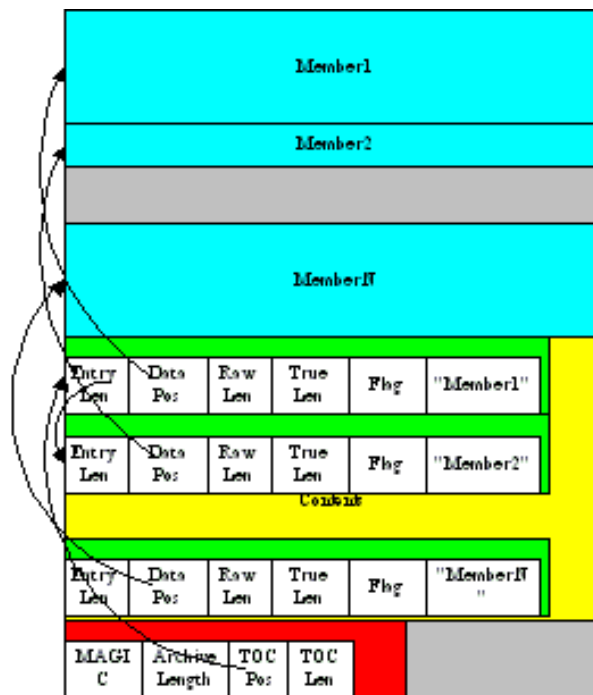 Member1
Member2
MemberN
Entry Data Raw True Flag "Member1"
Len Pos Len Len
Entry Data Raw True Flag "Member2"
Len Pos Len Len
Contents
Entry Data Raw True Flag "MemberN
Len Pos Len Len "
MAGI Archive TOC TOC
C Length Pos Len